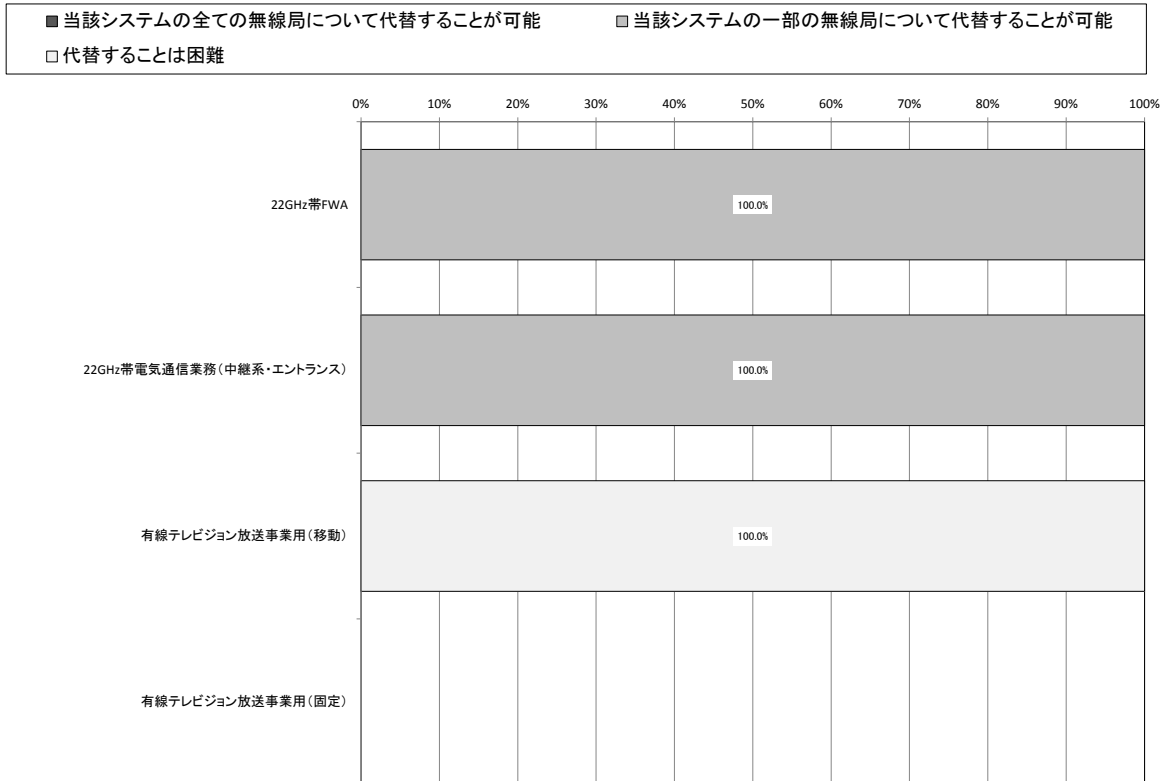 ■当該システムの全ての無線局について代替することが可能 ■当該システムの一部の無線局について代替することが可能
□代替することは困難
0% 10% 20% 30% 40% 50% 60% 70% 80% 90% 100%
22GHz帯FWA 100.0%
22GHz帯電気通信業務(中継系・エントランス) 100.0%
有線テレビジョン放送事業用(移動) 100.0%
有線テレビジョン放送事業用(固定)